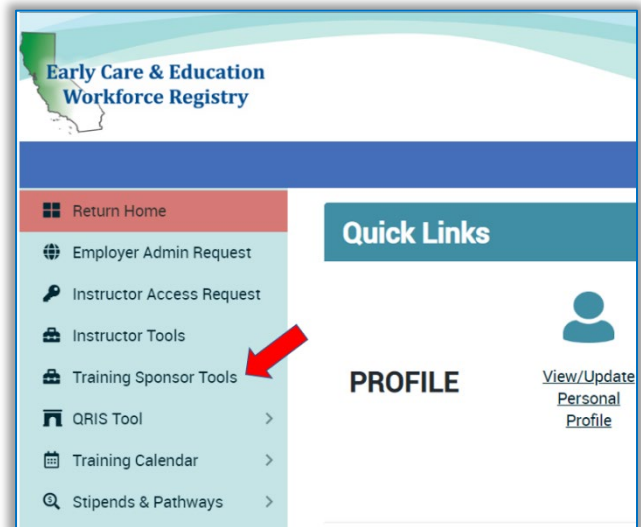 Early Care & Education
Workforce Registry
Return Home
Employer Admin Request
Instructor Access Request
Instructor Tools
Training Sponsor Tools
QRIS Tool
Training Calendar
Stipends & Pathways
Quick Links
PROFILE
View/Update
Personal
Profile